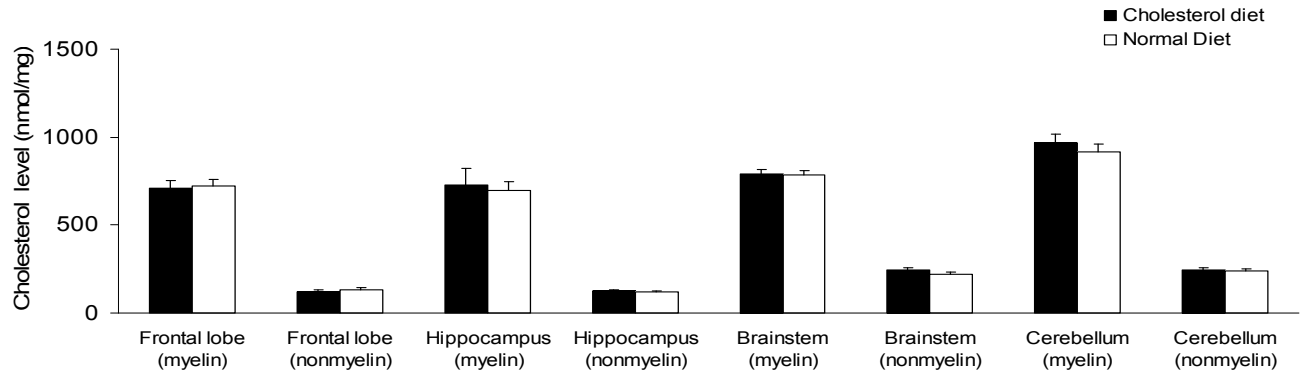 Cholesterol diet
Normal Diet
Cholesterol level (nmol/mg)
1500
1000
500
0
Frontal lobe (myelin)
Frontal lobe (nonmyelin)
Hippocampus (myelin)
Hippocampus (nonmyelin)
Brainstem (myelin)
Brainstem (nonmyelin)
Cerebellum (myelin)
Cerebellum (nonmyelin)